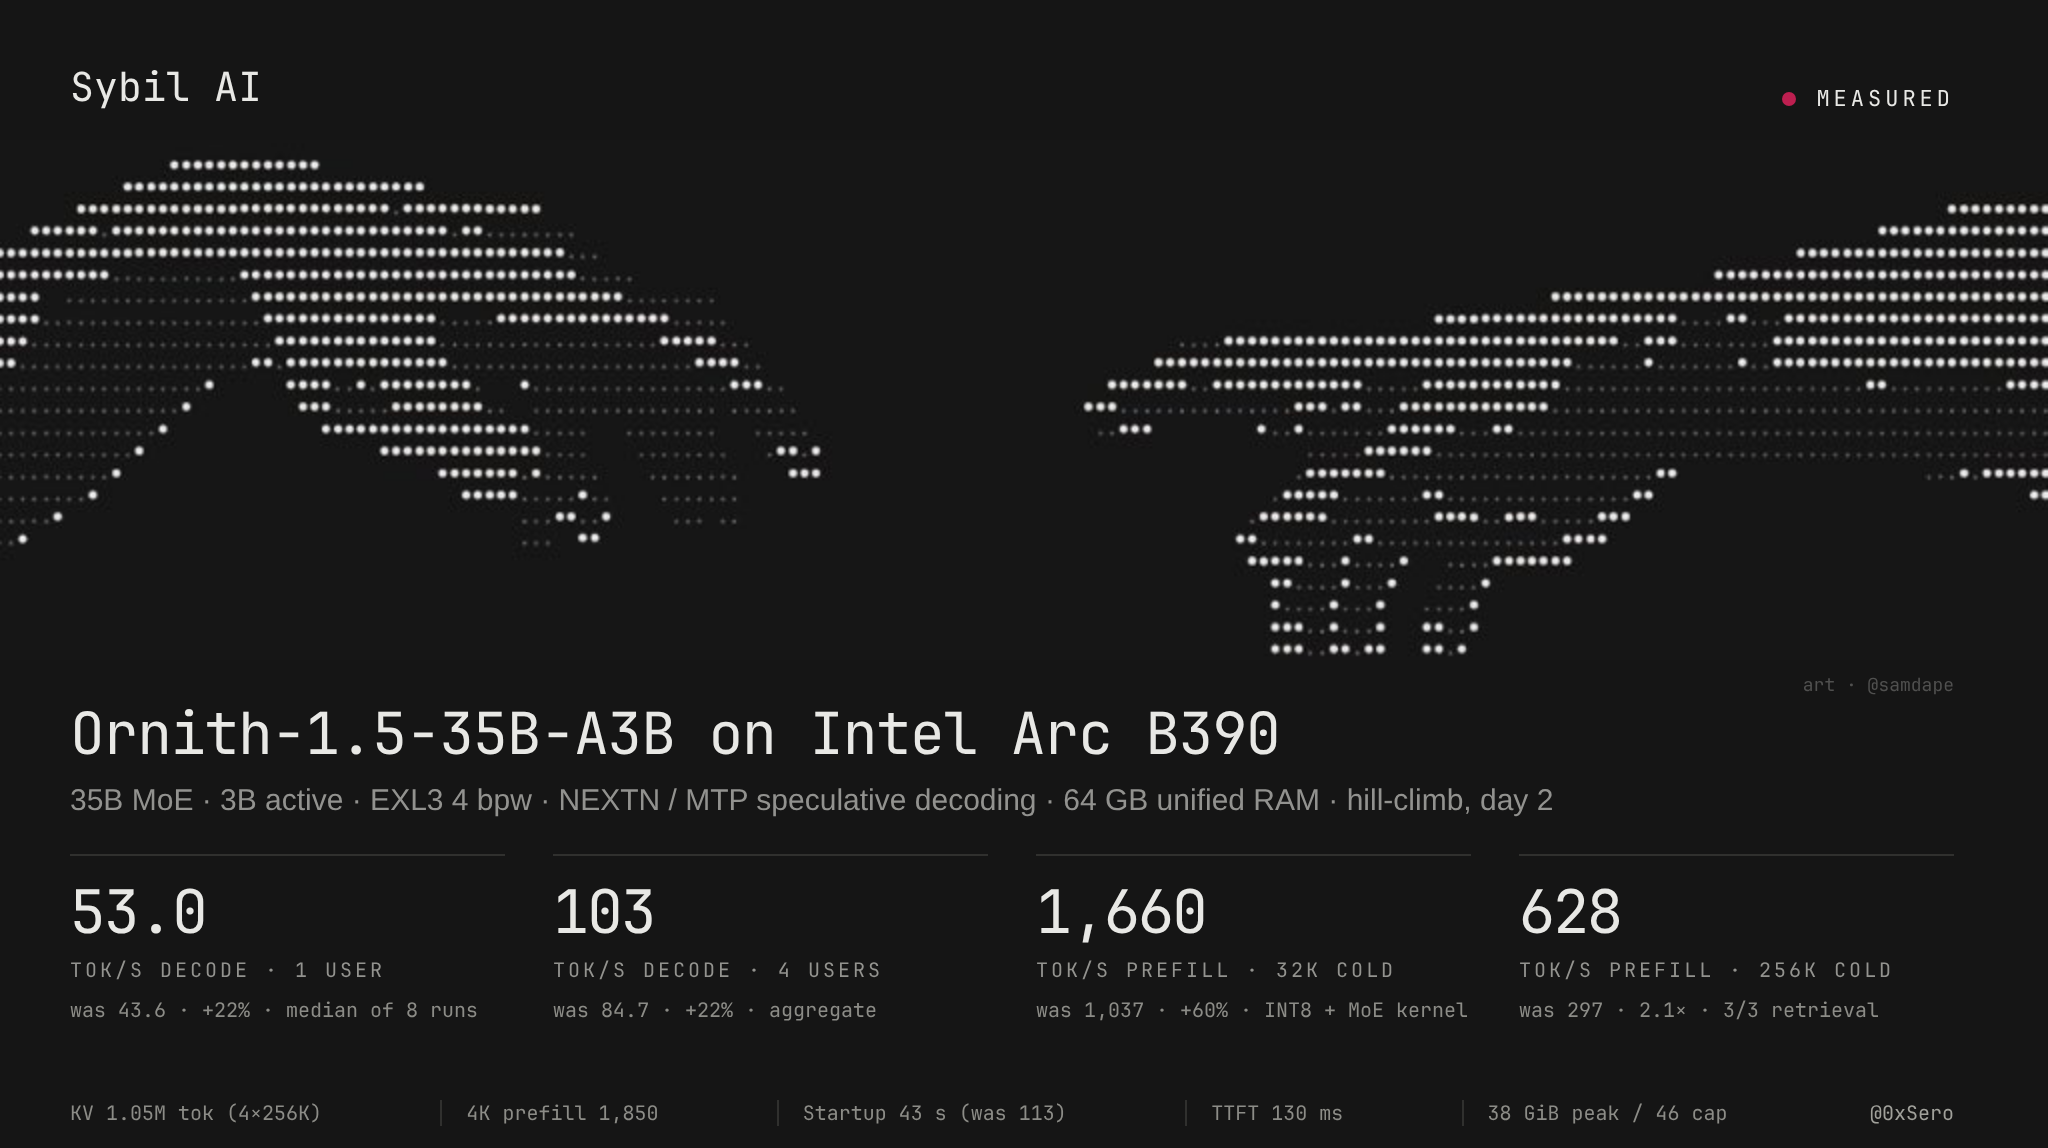 Sybil AI
MEASURED
art · @samdape
Ornith-1.5-35B-A3B on Intel Arc B390
35B MoE · 3B active · EXL3 4 bpw · NEXTN / MTP speculative decoding · 64 GB unified RAM · hill-climb, day 2
53.0
TOK/S DECODE · 1 USER
was 43.6 · +22% · median of 8 runs
103
TOK/S DECODE · 4 USERS
was 84.7 · +22% · aggregate
1,660
TOK/S PREFILL · 32K COLD
was 1,037 · +60% · INT8 + MoE kernel
628
TOK/S PREFILL · 256K COLD
was 297 · 2.1× · 3/3 retrieval
KV 1.05M tok (4×256K)
4K prefill 1,850
Startup 43 s (was 113)
TTFT 130 ms
38 GiB peak / 46 cap
@0xSero